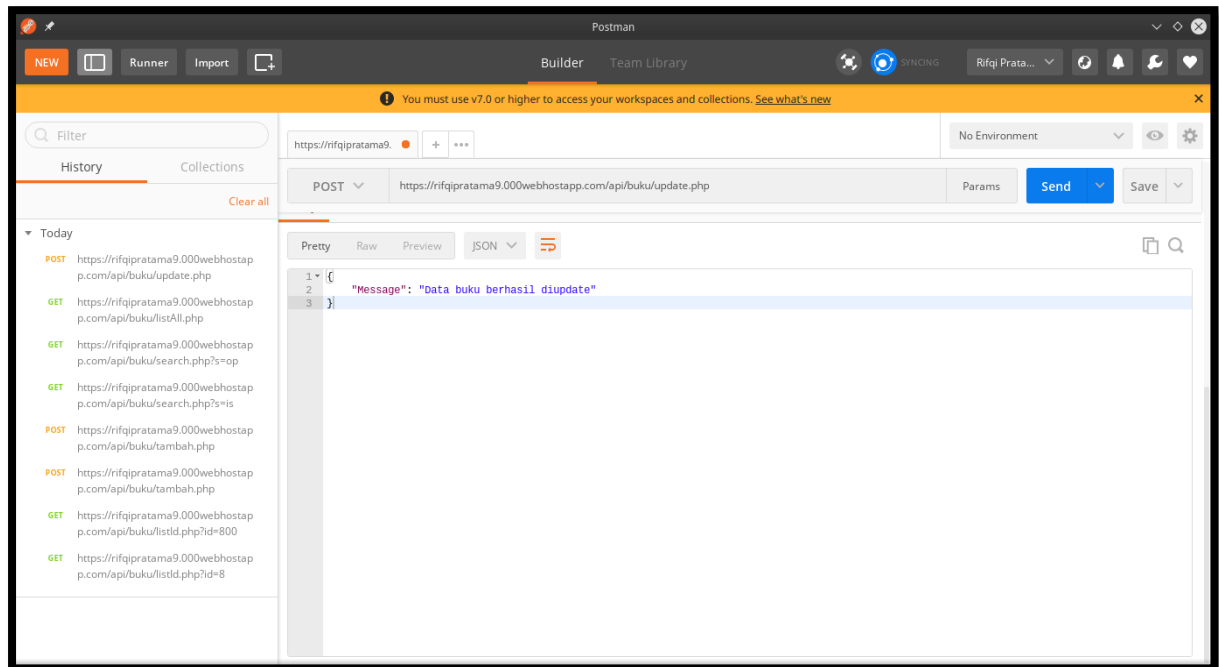 Postman
NEW
Runner
Import
Builder
Team Library
SYNCING
Rifqi Prata...
You must use v7.0 or higher to access your workspaces and collections. See what's new
Filter
History
Collections
Clear all
Today
POST https://rifqipratama9.000webhostap
p.com/api/buku/update.php
GET https://rifqipratama9.000webhostap
p.com/api/buku/listAll.php
GET https://rifqipratama9.000webhostap
p.com/api/buku/search.php?s=op
GET https://rifqipratama9.000webhostap
p.com/api/buku/search.php?s=is
POST https://rifqipratama9.000webhostap
p.com/api/buku/tambah.php
POST https://rifqipratama9.000webhostap
p.com/api/buku/tambah.php
GET https://rifqipratama9.000webhostap
p.com/api/buku/listId.php?id=800
GET https://rifqipratama9.000webhostap
p.com/api/buku/listId.php?id=8
https://rifqipratama9.
No Environment
POST
https://rifqipratama9.000webhostapp.com/api/buku/update.php
Params
Send
Save
Pretty
Raw
Preview
JSON
1 {
2 "Message": "Data buku berhasil diupdate"
3 }